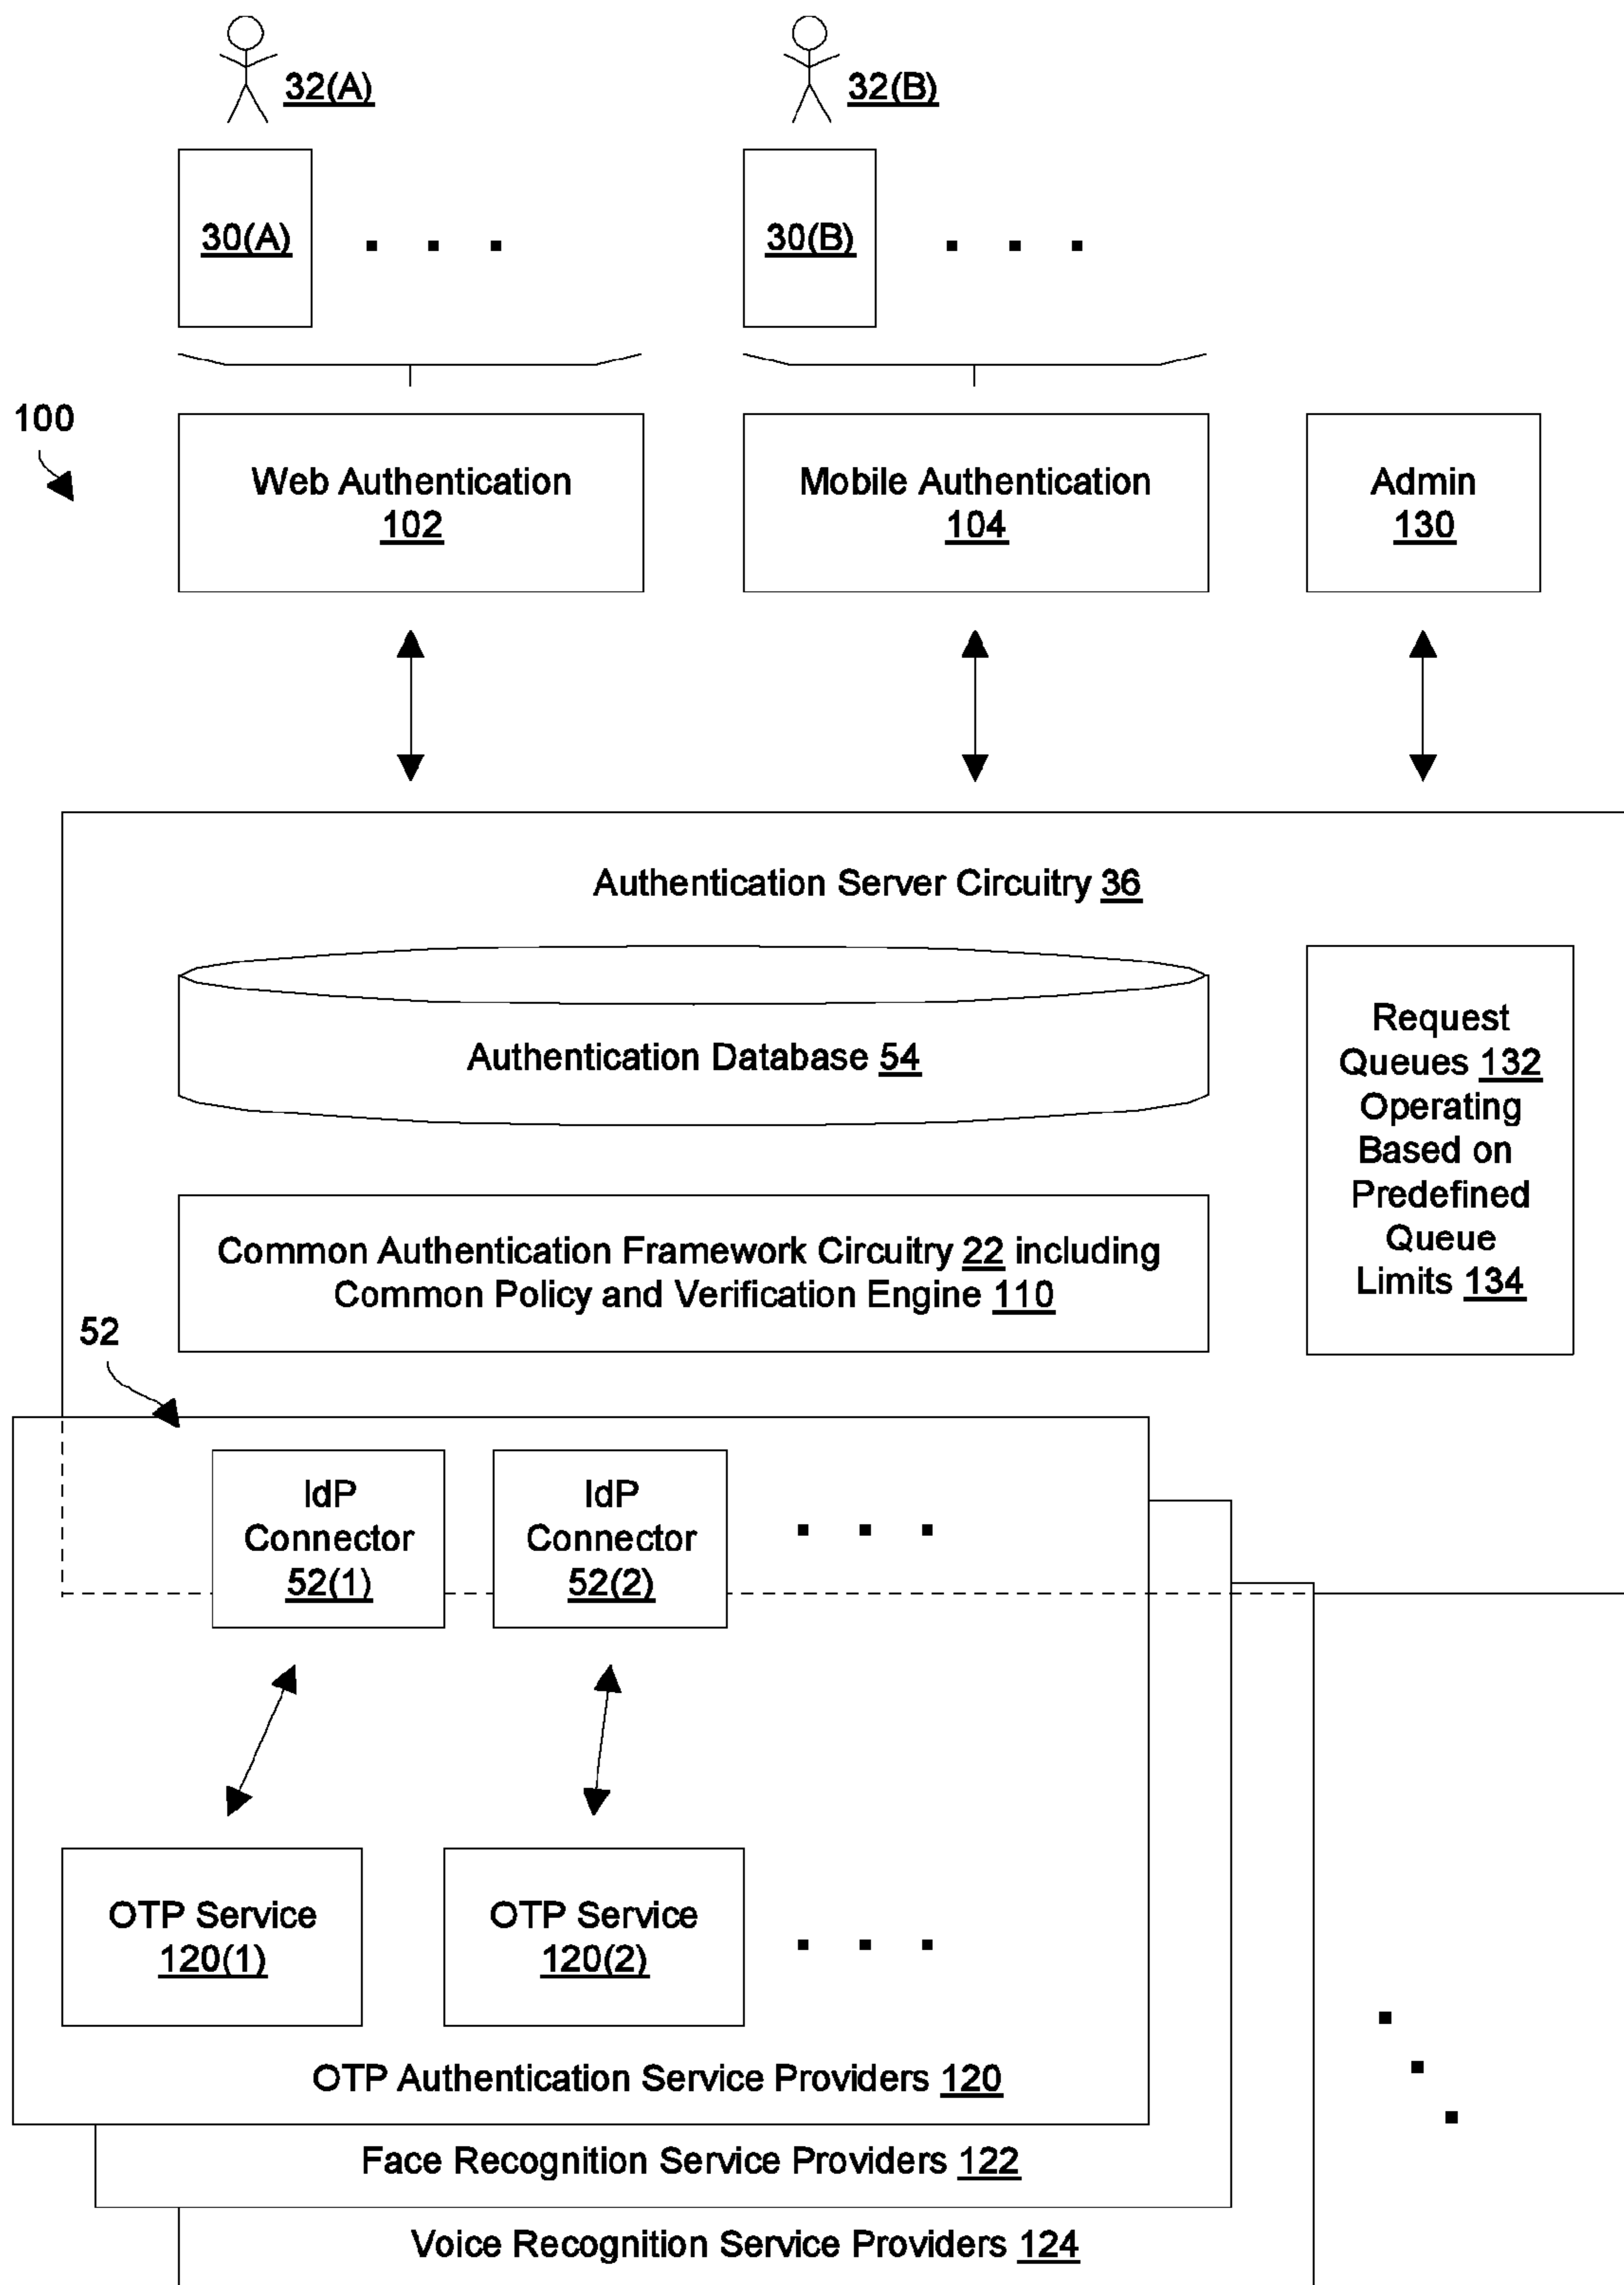 32(A)
32(B)
30(A)
30(B)
100
Web Authentication
102
Mobile Authentication
104
Admin
130
Authentication Server Circuitry 36
Authentication Database 54
Request
Queues 132
Operating
Based on
Predefined
Queue
Limits 134
Common Authentication Framework Circuitry 22 including
Common Policy and Verification Engine 110
52
IdP
Connector
52(1)
IdP
Connector
52(2)
OTP Service
120(1)
OTP Service
120(2)
OTP Authentication Service Providers 120
Face Recognition Service Providers 122
Voice Recognition Service Providers 124